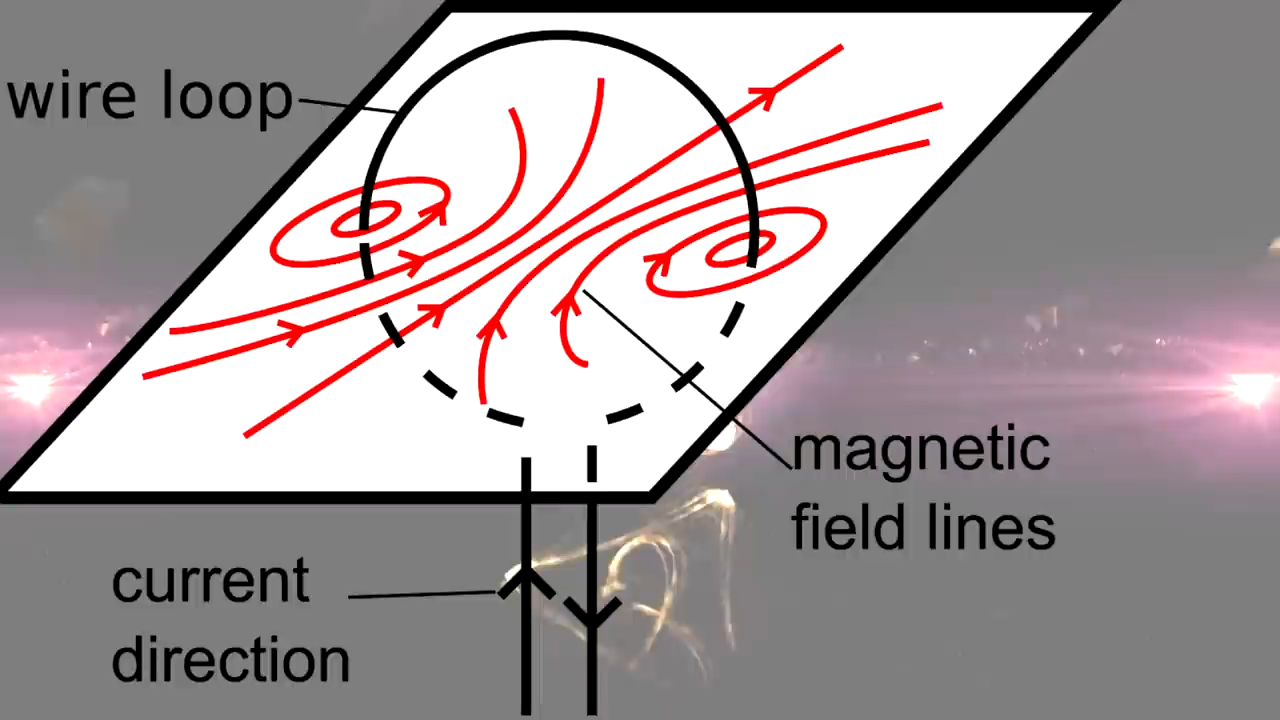 wire loop
magnetic
field lines
current
direction